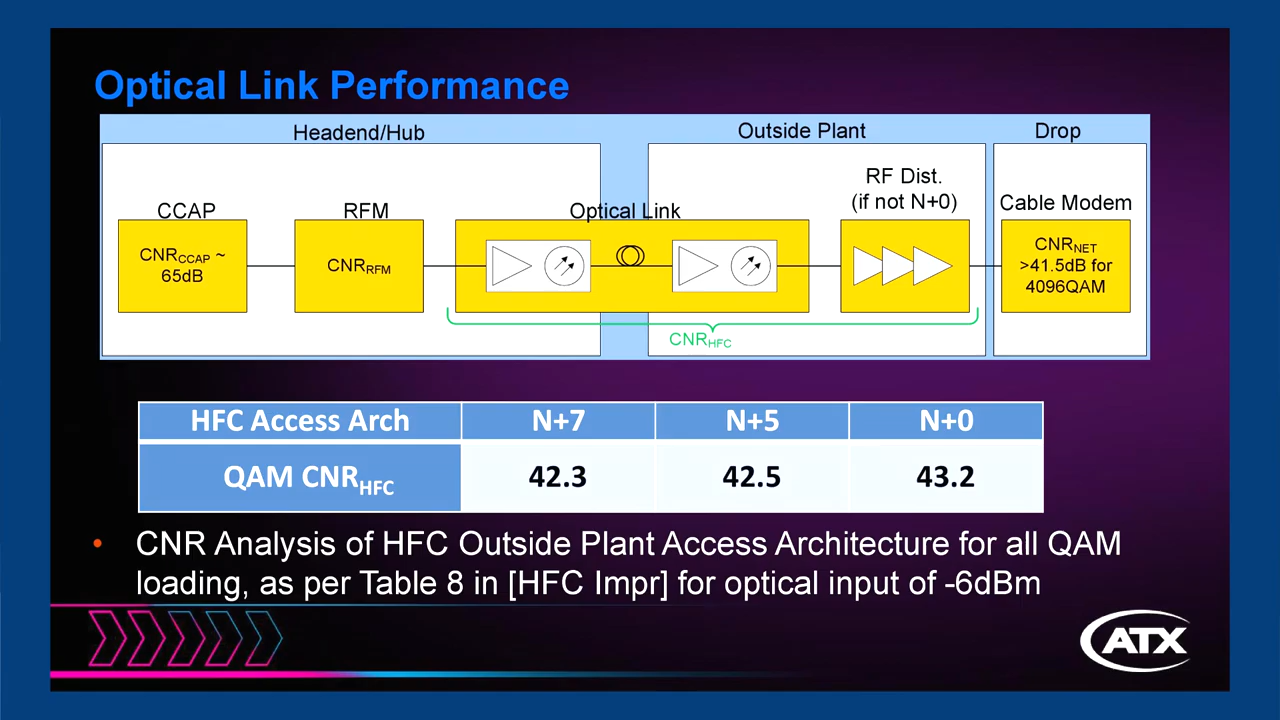 Optical Link Performance
Headend/Hub
Outside Plant
Drop
CCAP
RFM
Optical Link
RF Dist.
(if not N+0)
Cable Modem
CNRCCAP ~
65dB
CNRRFM
CNRNET
>41.5dB for
4096QAM
CNRHFC
HFC Access Arch N+7 N+5 N+0
QAM CNRHFC 42.3 42.5 43.2
• CNR Analysis of HFC Outside Plant Access Architecture for all QAM
loading, as per Table 8 in [HFC Impr] for optical input of -6dBm
ATX